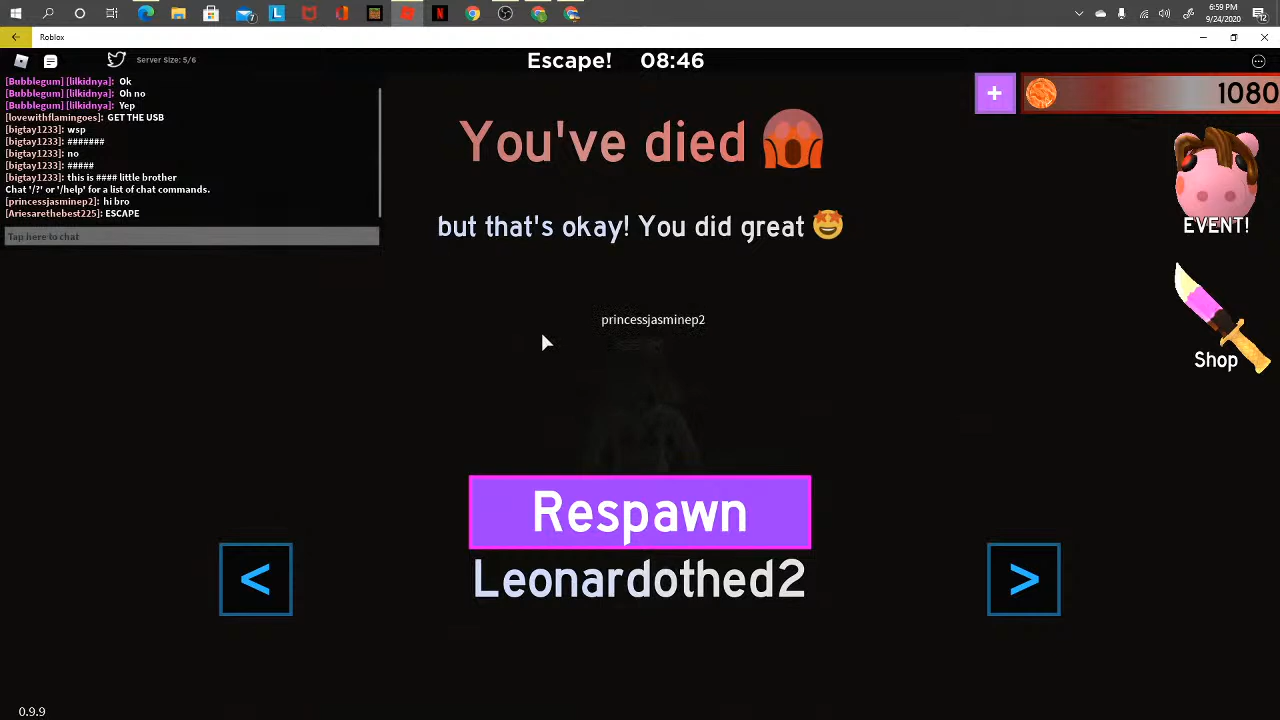 7
6:59 PM
9/24/2020
12
Roblox
Server Size: 5/6
Escape! 08:46
[Bubblegum] [lilkidnya]: Ok
[Bubblegum] [lilkidnya]: Oh no
[Bubblegum] [lilkidnya]: Yep
[lovewithflamingoes]: GET THE USB
[bigtay1233]: wsp
[bigtay1233]: #######
[bigtay1233]: no
[bigtay1233]: #####
[bigtay1233]: this is #### little brother
Chat '/?' or '/help' for a list of chat commands.
[princessjasminep2]: hi bro
[Ariesarethebest225]: ESCAPE
Tap here to chat
+ 1080
You've died 😱
but that's okay! You did great 🤩
EVENT!
Shop
princessjasminep2
Respawn
< Leonardothed2 >
0.9.9